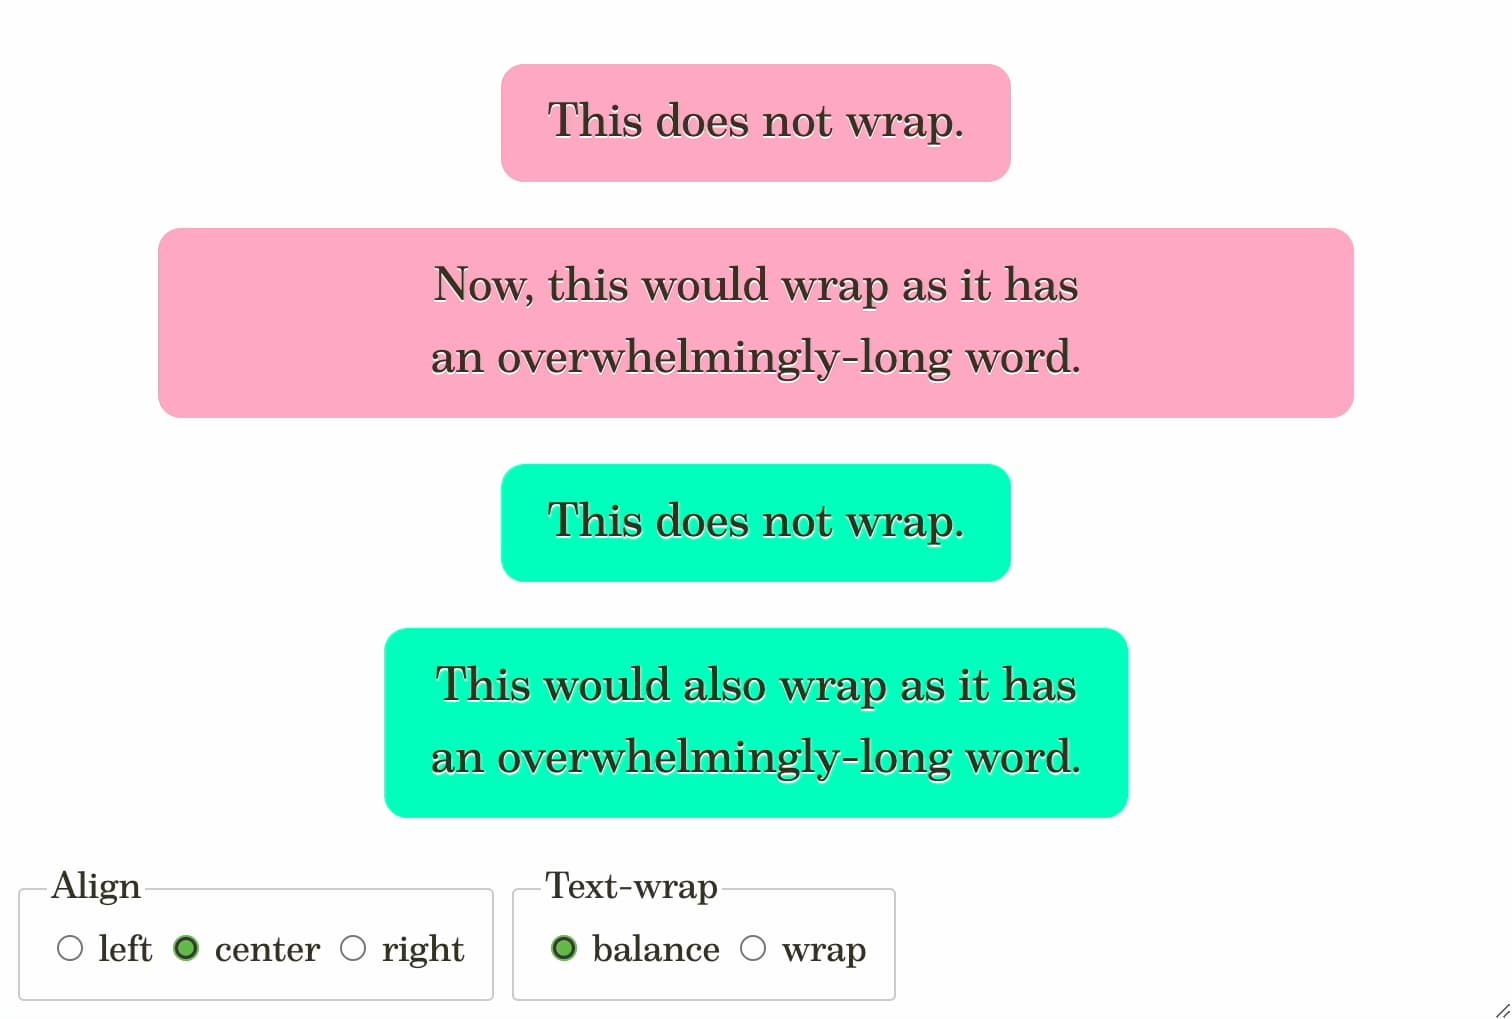 This does not wrap.
Now, this would wrap as it has
an overwhelmingly-long word.
This does not wrap.
This would also wrap as it has
an overwhelmingly-long word.
Align
left center right
Text-wrap
balance wrap